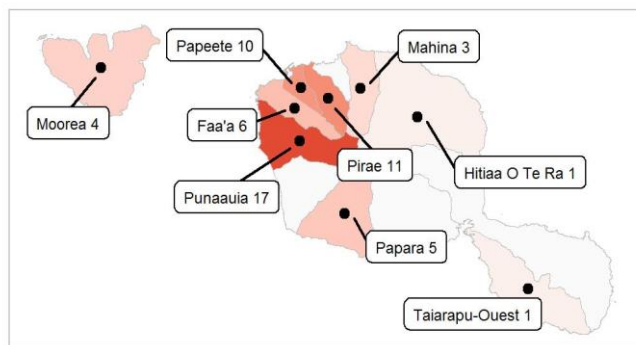 Papeete 10
Mahina 3
Moorea 4
Faa'a 6
Pirae 11
Hitiaa O Te Ra 1
Punaauia 17
Papara 5
Taiarapu-Ouest 1